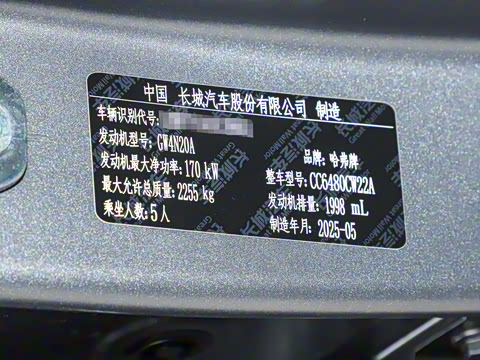 中国 长城汽车股份有限公司 制造
车辆识别代号:
发动机型号: GW4N20A
品牌: 哈弗牌
发动机最大净功率: 170 kW
整车型号: CC6480CW22A
最大允许总质量: 2255 kg
发动机排量: 1998 mL
乘坐人数: 5 人
制造年月: 2025-05